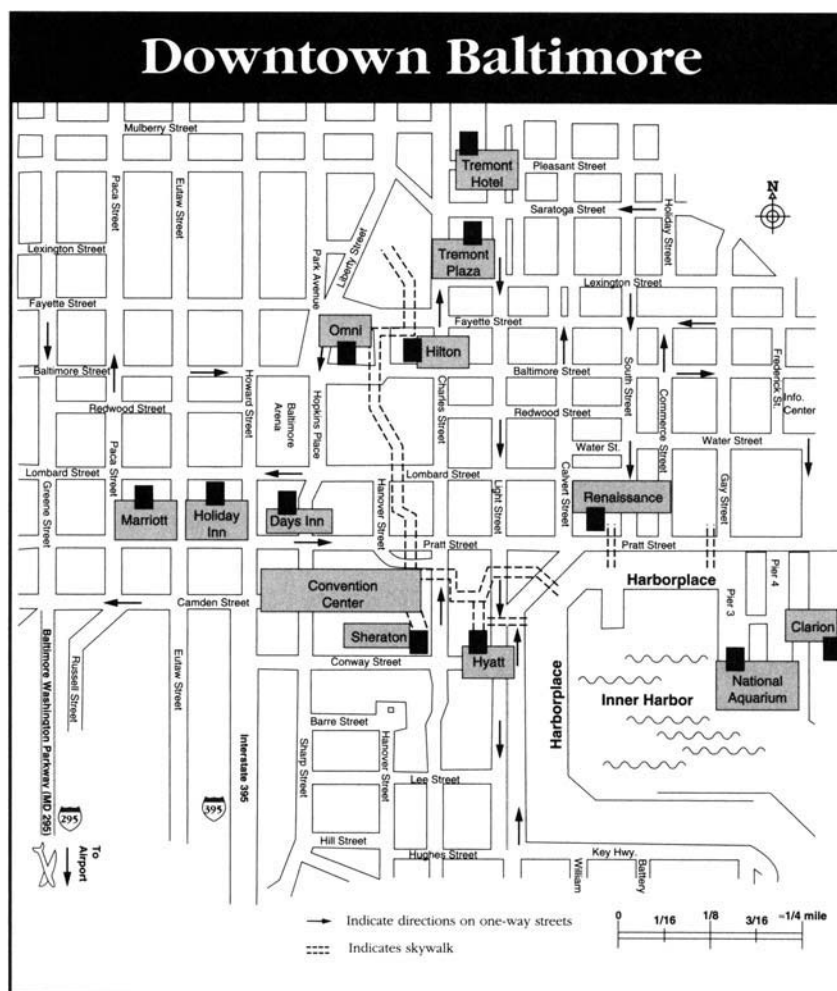 Downtown Baltimore
Mulberry Street
Tremont
Hotel
Pleasant Street
N
Paca Street
Eutaw Street
Saratoga Street
Holiday Street
Liberty Street
Park Avenue
Lexington Street
Tremont
Plaza
Lexington Street
Fayette Street
Omni
Fayette Street
Hilton
Baltimore Street
Baltimore Street
South Street
Frederick St.
Howard Street
Hopkins Place
Charles Street
Commerce Street
Info.
Center
Redwood Street
Baltimore
Arena
Redwood Street
Water St.
Water Street
Paca Street
Lombard Street
Lombard Street
Greene Street
Hanover Street
Light Street
Calvert Street
Gay Street
Renaissance
Marriott
Holiday
Inn
Days Inn
Pratt Street
Pratt Street
Convention
Center
Harborplace
Pier 3
Pier 4
Camden Street
Sheraton
Hyatt
Clarion
Conway Street
National
Aquarium
Baltimore Washington Parkway (MD 295)
Russell Street
Eutaw Street
Harborplace
Inner Harbor
Barre Street
Interstate 395
Sharp Street
Hanover Street
Lee Street
295
395
Hill Street
Hughes Street
Key Hwy.
To
Airport
William
Battery
Indicate directions on one-way streets
Indicates skywalk
0 1/16 1/8 3/16 ≈1/4 mile